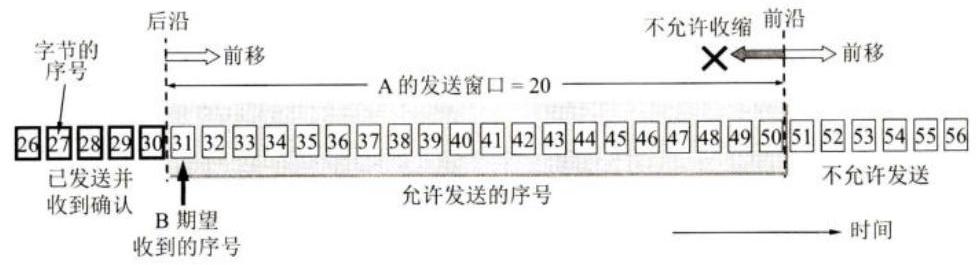 后沿
前沿
不允许收缩
字节的
序号
前移
前移
A 的发送窗口 = 20
26 27 28 29 30 31 32 33 34 35 36 37 38 39 40 41 42 43 44 45 46 47 48 49 50 51 52 53 54 55 56
已发送并
收到确认
允许发送的序号
不允许发送
B 期望
收到的序号
时间